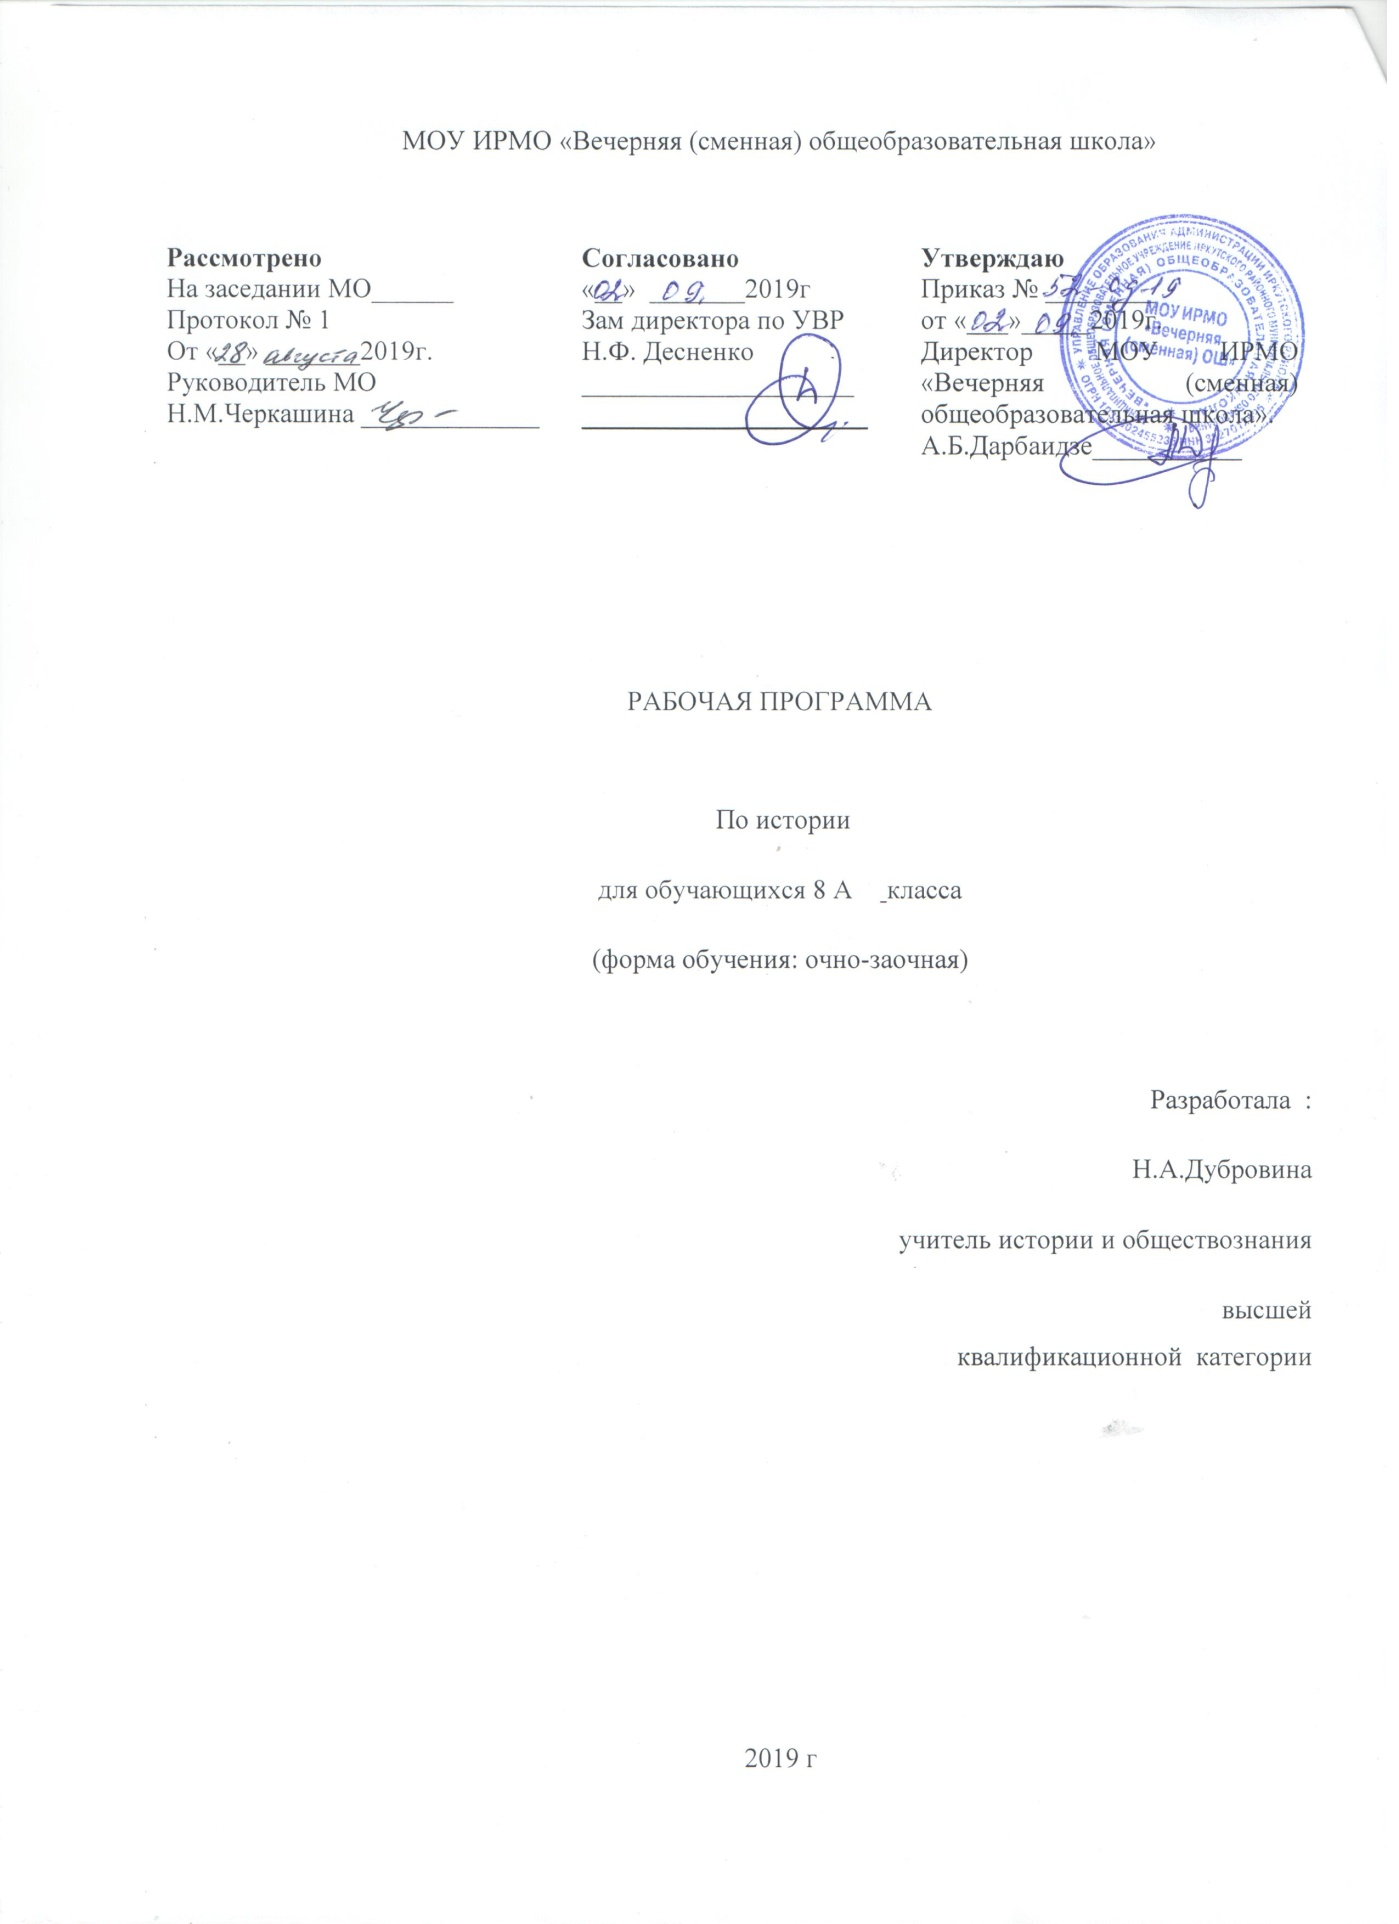 МОУ ИРМО «Вечерняя (сменная) общеобразовательная школа»
Рассмотрено
На заседании МО______
Протокол № 1
От «28» августа 2019г.
Руководитель МО
Н.М.Черкашина
Согласовано
«02» 09. 2019г
Зам директора по УВР
Н.Ф. Десненко
Утверждаю
Приказ № 57
от «02» 09 2019г.
Директор МОУ ИРМО
«Вечерняя (сменная)
общеобразовательная школа».
А.Б.Дарбаидзе
МОУ ИРМО
«Вечерняя
(сменная) ОШ»
РАБОЧАЯ ПРОГРАММА
По истории
для обучающихся 8 А _класса
(форма обучения: очно-заочная)
Разработала :
Н.А.Дубровина
учитель истории и обществознания
высшей
квалификационной категории
2019 г